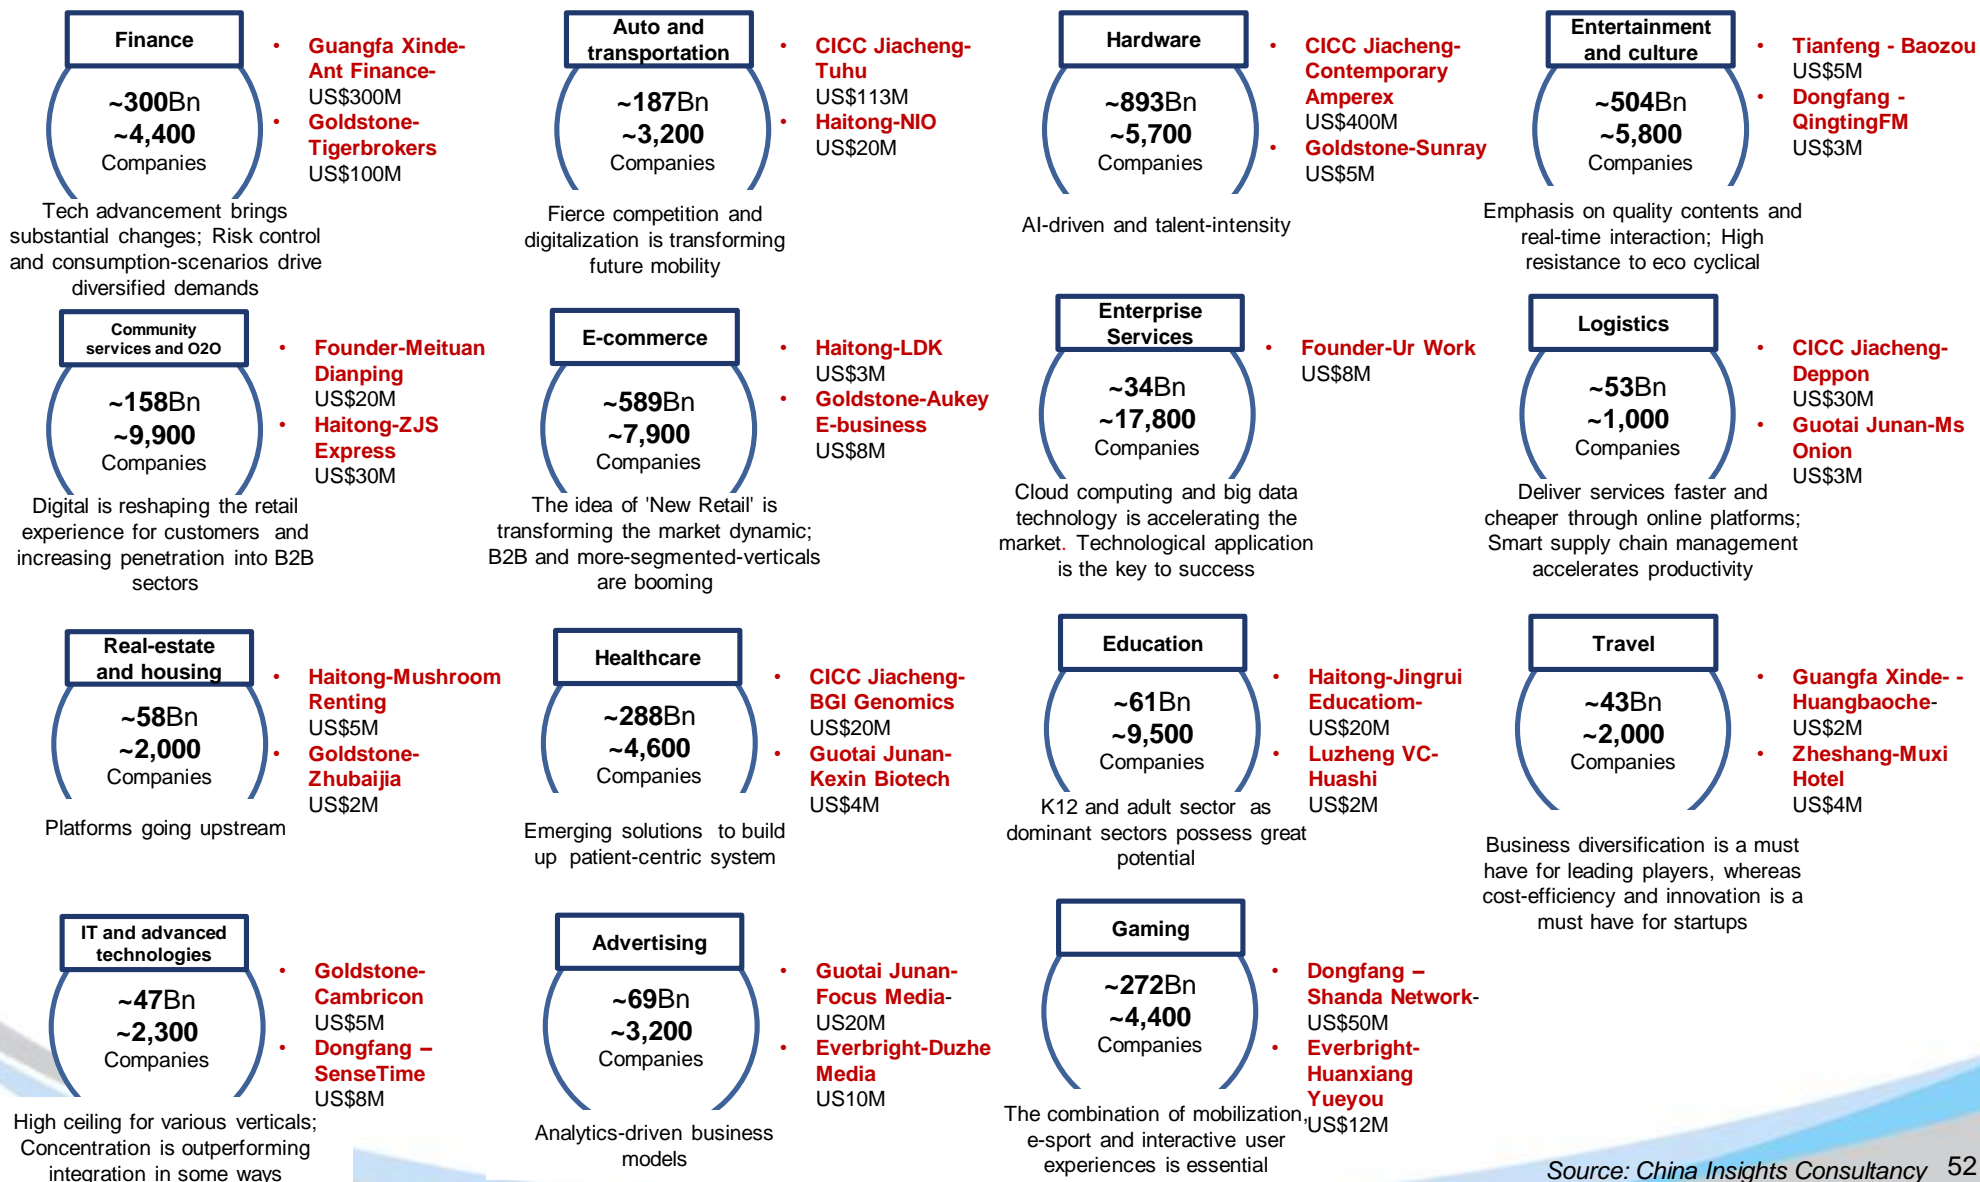 Finance
~300Bn
~4,400
Companies
• Guangfa Xinde-
Ant Finance-
US$300M
• Goldstone-
Tigerbrokers
US$100M
Tech advancement brings
substantial changes; Risk control
and consumption-scenarios drive
diversified demands
Auto and
transportation
~187Bn
~3,200
Companies
• CICC Jiacheng-
Tuhu
US$113M
• Haitong-NIO
US$20M
Fierce competition and
digitalization is transforming
future mobility
Hardware
~893Bn
~5,700
Companies
• CICC Jiacheng-
Contemporary
Amperex
US$400M
• Goldstone-Sunray
US$5M
AI-driven and talent-intensity
Entertainment
and culture
~504Bn
~5,800
Companies
• Tianfeng - Baozou
US$5M
• Dongfang -
QingtingFM
US$3M
Emphasis on quality contents and
real-time interaction; High
resistance to eco cyclical
Community
services and O2O
~158Bn
~9,900
Companies
• Founder-Meituan
Dianping
US$20M
• Haitong-ZJS
Express
US$30M
Digital is reshaping the retail
experience for customers and
increasing penetration into B2B
sectors
E-commerce
~589Bn
~7,900
Companies
• Haitong-LDK
US$3M
• Goldstone-Aukey
E-business
US$8M
The idea of 'New Retail' is
transforming the market dynamic;
B2B and more-segmented-verticals
are booming
Enterprise
Services
~34Bn
~17,800
Companies
• Founder-Ur Work
US$8M
Cloud computing and big data
technology is accelerating the
market. Technological application
is the key to success
Logistics
~53Bn
~1,000
Companies
• CICC Jiacheng-
Deppon
US$30M
• Guotai Junan-Ms
Onion
US$3M
Deliver services faster and
cheaper through online platforms;
Smart supply chain management
accelerates productivity
Real-estate
and housing
~58Bn
~2,000
Companies
• Haitong-Mushroom
Renting
US$5M
• Goldstone-
Zhubaijia
US$2M
Platforms going upstream
Healthcare
~288Bn
~4,600
Companies
• CICC Jiacheng-
BGI Genomics
US$20M
• Guotai Junan-
Kexin Biotech
US$4M
Emerging solutions to build
up patient-centric system
Education
~61Bn
~9,500
Companies
• Haitong-Jingrui
Educatiom-
US$20M
• Luzheng VC-
Huashi
US$2M
K12 and adult sector as
dominant sectors possess great
potential
Travel
~43Bn
~2,000
Companies
• Guangfa Xinde- -
Huangbaoche-
US$2M
• Zheshang-Muxi
Hotel
US$4M
Business diversification is a must
have for leading players, whereas
cost-efficiency and innovation is a
must have for startups
IT and advanced
technologies
~47Bn
~2,300
Companies
• Goldstone-
Cambricon
US$5M
• Dongfang –
SenseTime
US$8M
High ceiling for various verticals;
Concentration is outperforming
integration in some ways
Advertising
~69Bn
~3,200
Companies
• Guotai Junan-
Focus Media-
US20M
• Everbright-Duzhe
Media
US10M
Analytics-driven business
models
Gaming
~272Bn
~4,400
Companies
• Dongfang –
Shanda Network-
US$50M
• Everbright-
Huanxiang
Yueyou
US$12M
The combination of mobilization,
e-sport and interactive user
experiences is essential
Source: China Insights Consultancy 52